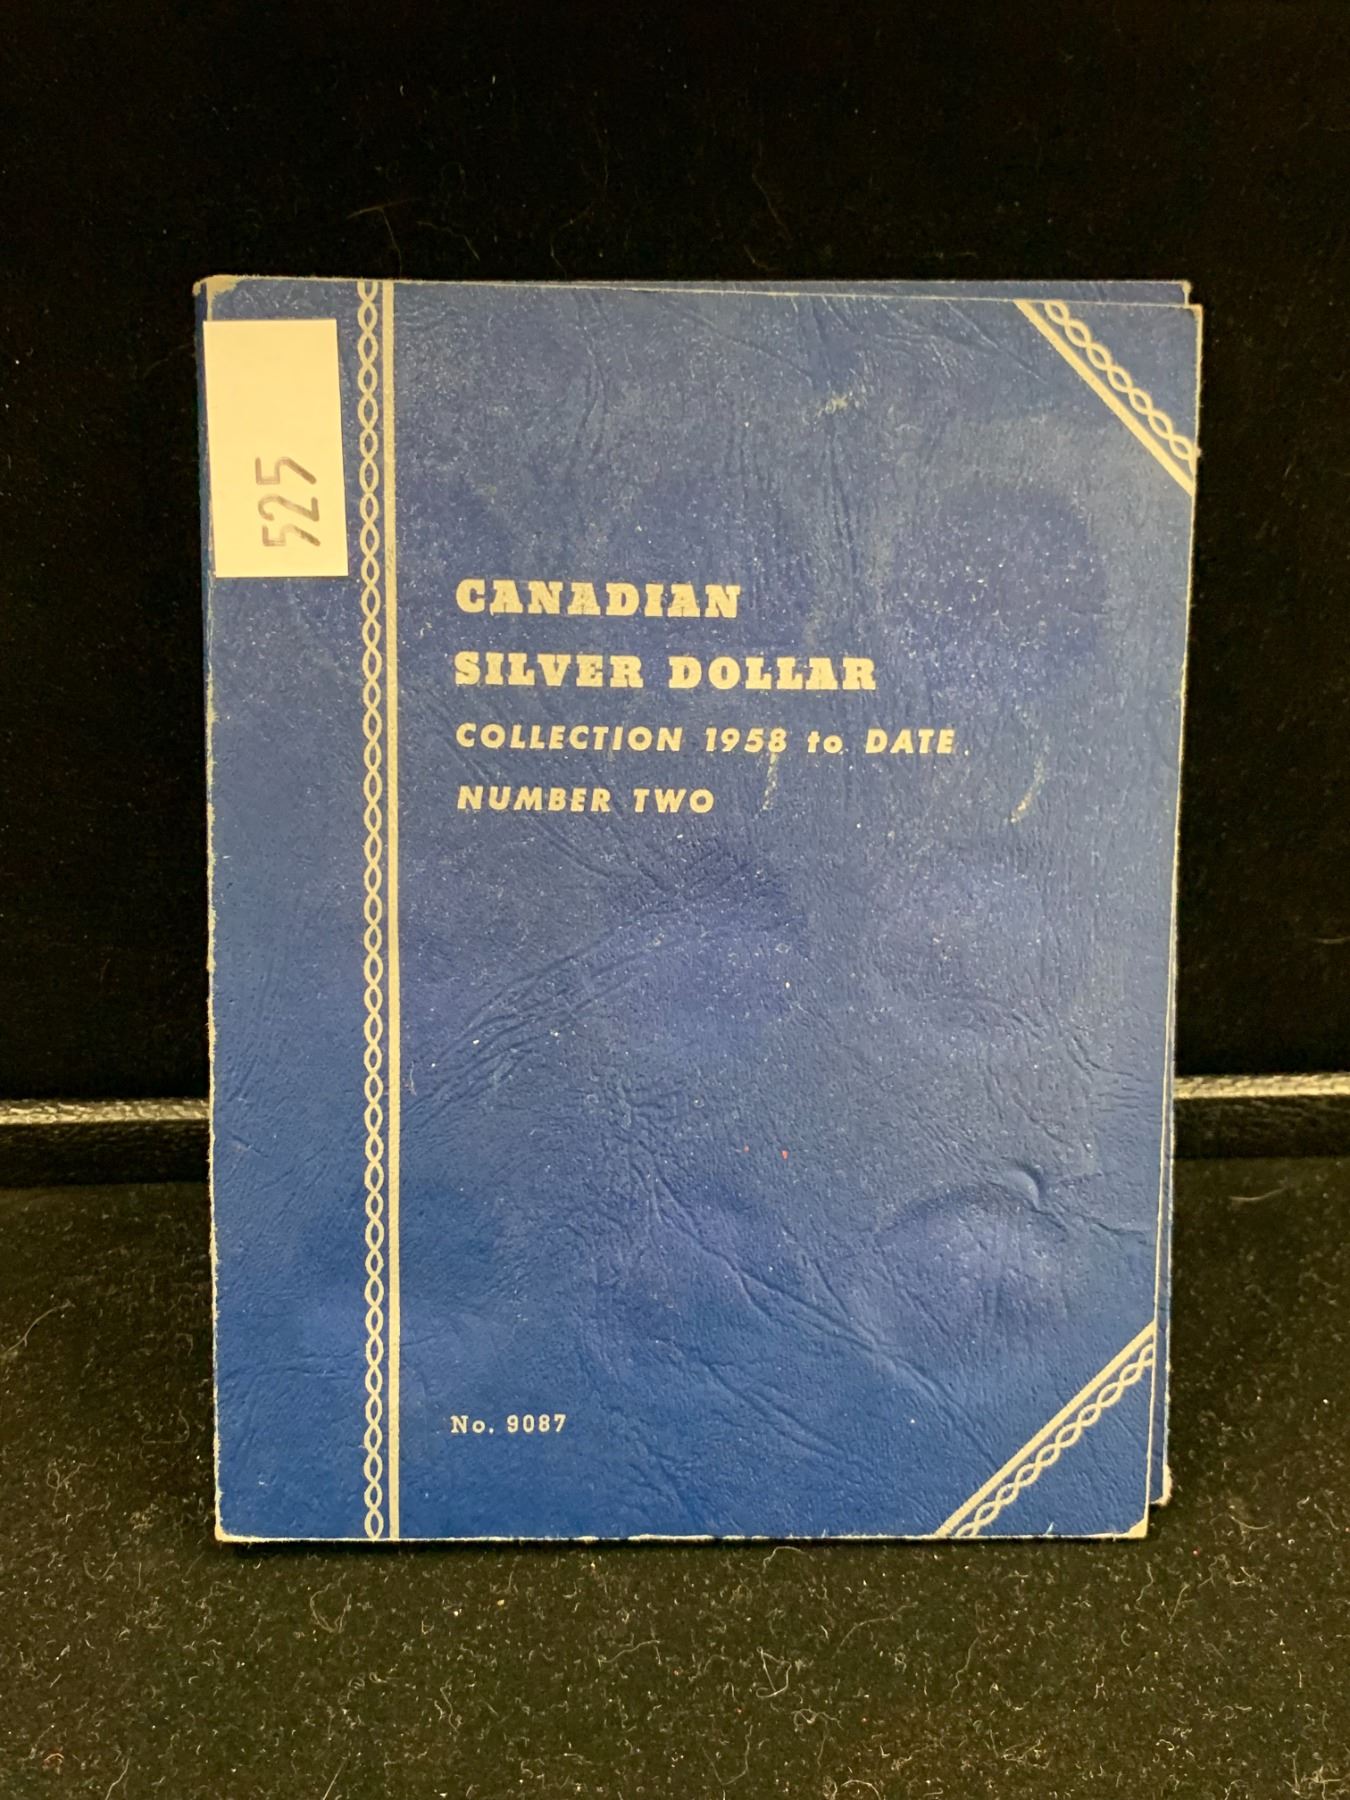 525
CANADIAN
SILVER DOLLAR
COLLECTION 1958 to DATE
NUMBER TWO
No. 9087